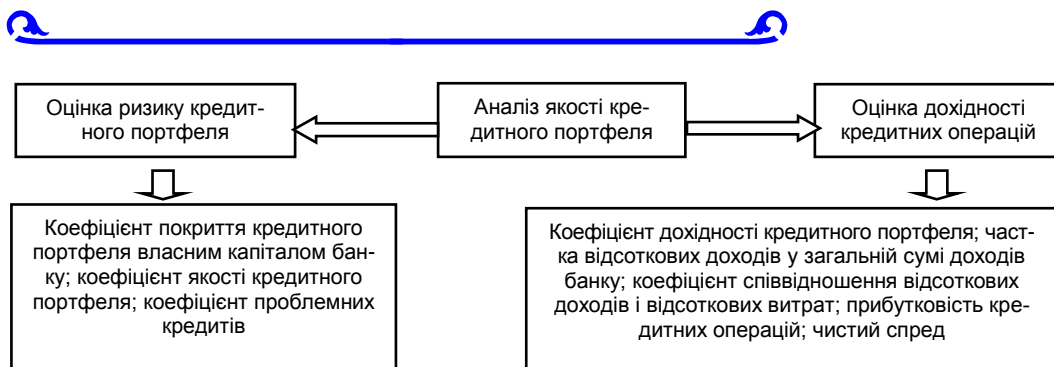 Оцінка ризику кредит-
ного портфеля
Аналіз якості кре-
дитного портфеля
Оцінка дохідності
кредитних операцій
Коефіцієнт покриття кредитного
портфеля власним капіталом бан-
ку; коефіцієнт якості кредитного
портфеля; коефіцієнт проблемних
кредитів
Коефіцієнт дохідності кредитного портфеля; част-
ка відсоткових доходів у загальній сумі доходів
банку; коефіцієнт співвідношення відсоткових
доходів і відсоткових витрат; прибутковість кре-
дитних операцій; чистий спред